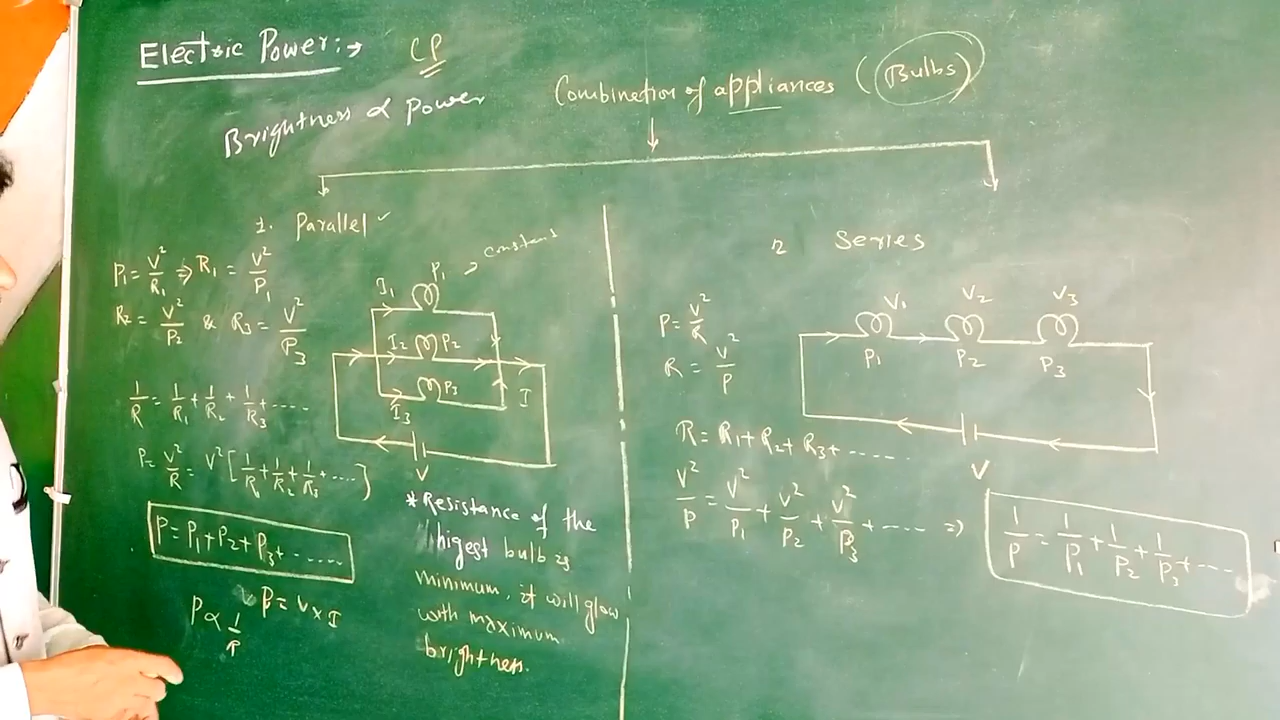 Electric Power:→ CP
Brightness ∝ Power
Combination of appliances (Bulbs)
1. Parallel ✓
P₁ = V²/R₁ ⇒ R₁ = V²/P₁
R₂ = V²/P₂ & R₃ = V²/P₃
1/R = 1/R₁ + 1/R₂ + 1/R₃ + ----
P = V²/R = V² [1/R₁ + 1/R₂ + 1/R₃ + ....]
P = P₁ + P₂ + P₃ + ......
P = V × I
P ∝ 1/r
→ constant
I₁ P₁
I₂ P₂
I₃ P₃
I
V
* Resistance of the
higest bulb is
minimum, it will glow
with maximum
brightness.
2 Series
P = V²/R
R = V²/P
V₁ V₂ V₃
P₁ P₂ P₃
V
R = R₁ + R₂ + R₃ + ......
V²/P = V²/P₁ + V²/P₂ + V²/P₃ + ---- ⇒
1/P = 1/P₁ + 1/P₂ + 1/P₃ + ---